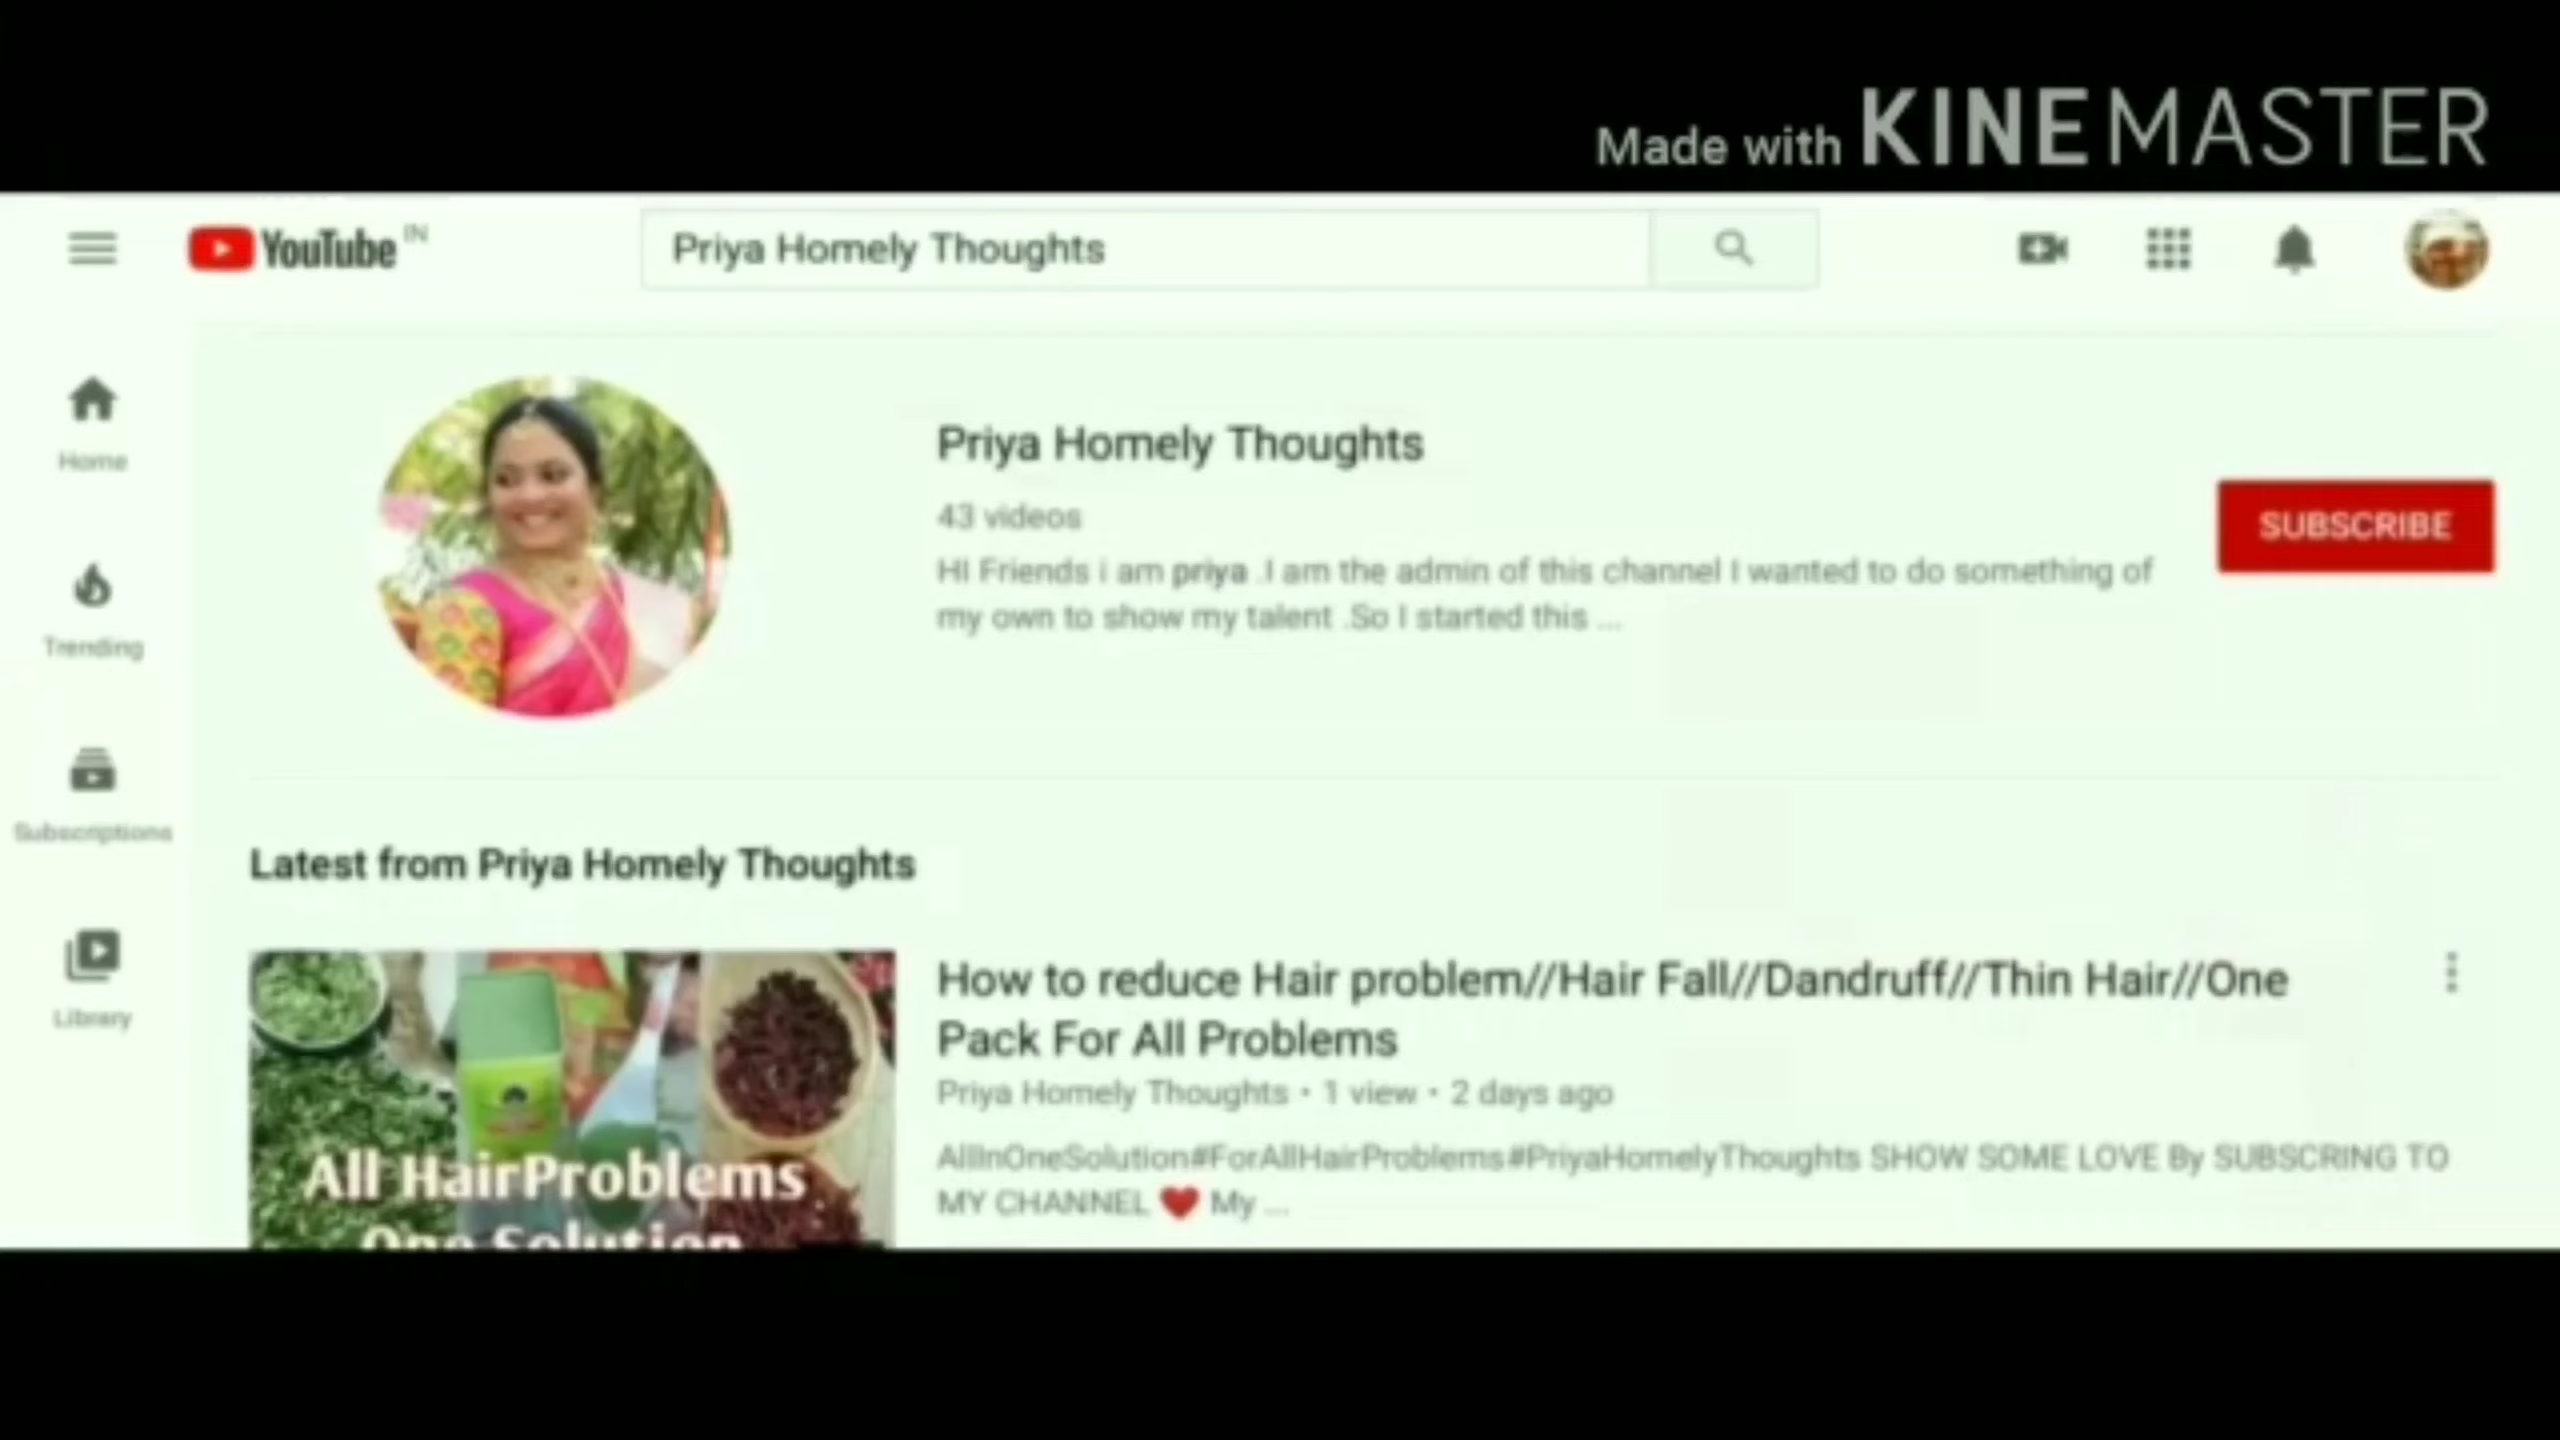 Made with KINEMASTER
YouTube IN
Priya Homely Thoughts
Home
Trending
Subscriptions
Library
Priya Homely Thoughts
43 videos
HI Friends i am priya .I am the admin of this channel I wanted to do something of
my own to show my talent .So I started this ...
SUBSCRIBE
Latest from Priya Homely Thoughts
All HairProblems
One Solution
How to reduce Hair problem//Hair Fall//Dandruff//Thin Hair//One
Pack For All Problems
Priya Homely Thoughts • 1 view • 2 days ago
AllInOneSolution#ForAllHairProblems#PriyaHomelyThoughts SHOW SOME LOVE By SUBSCRING TO
MY CHANNEL ❤️ My ...